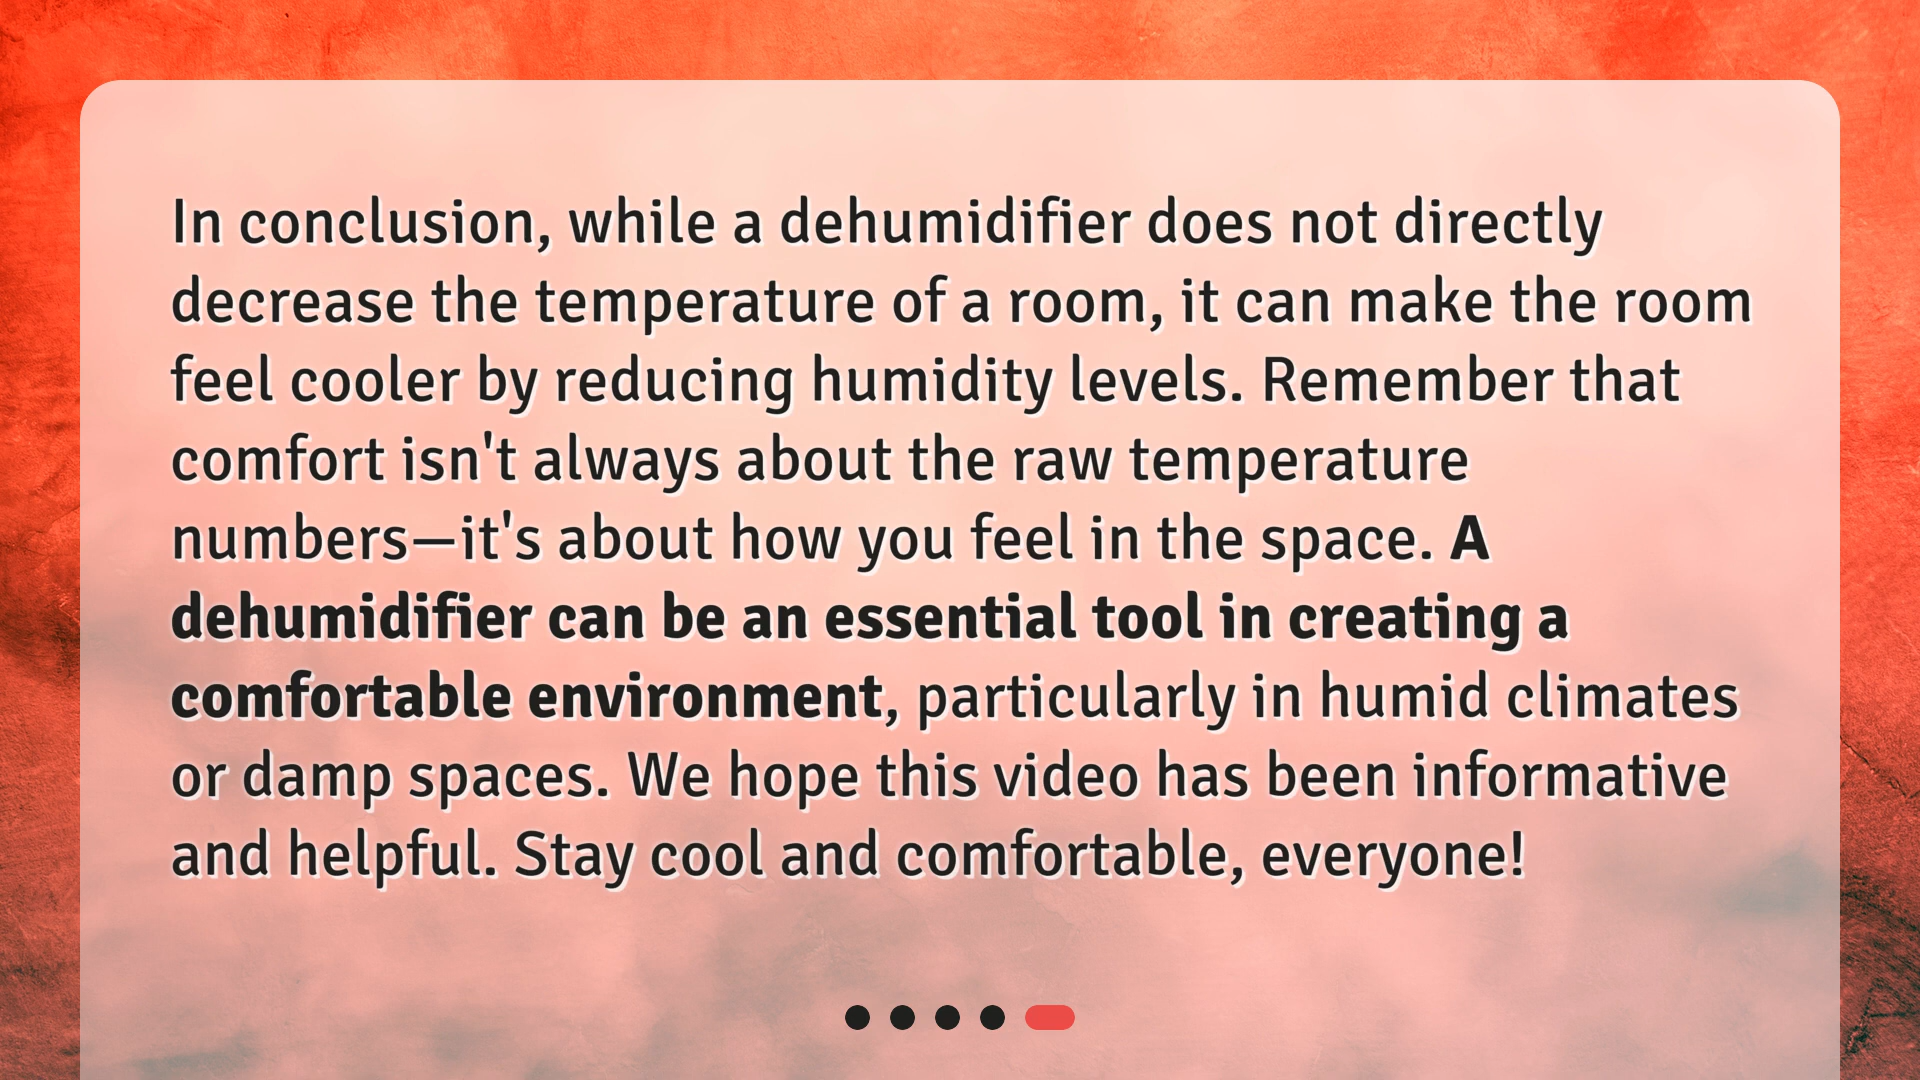 In conclusion, while a dehumidifier does not directly
decrease the temperature of a room, it can make the room
feel cooler by reducing humidity levels. Remember that
comfort isn't always about the raw temperature
numbers—it's about how you feel in the space. A
dehumidifier can be an essential tool in creating a
comfortable environment, particularly in humid climates
or damp spaces. We hope this video has been informative
and helpful. Stay cool and comfortable, everyone!